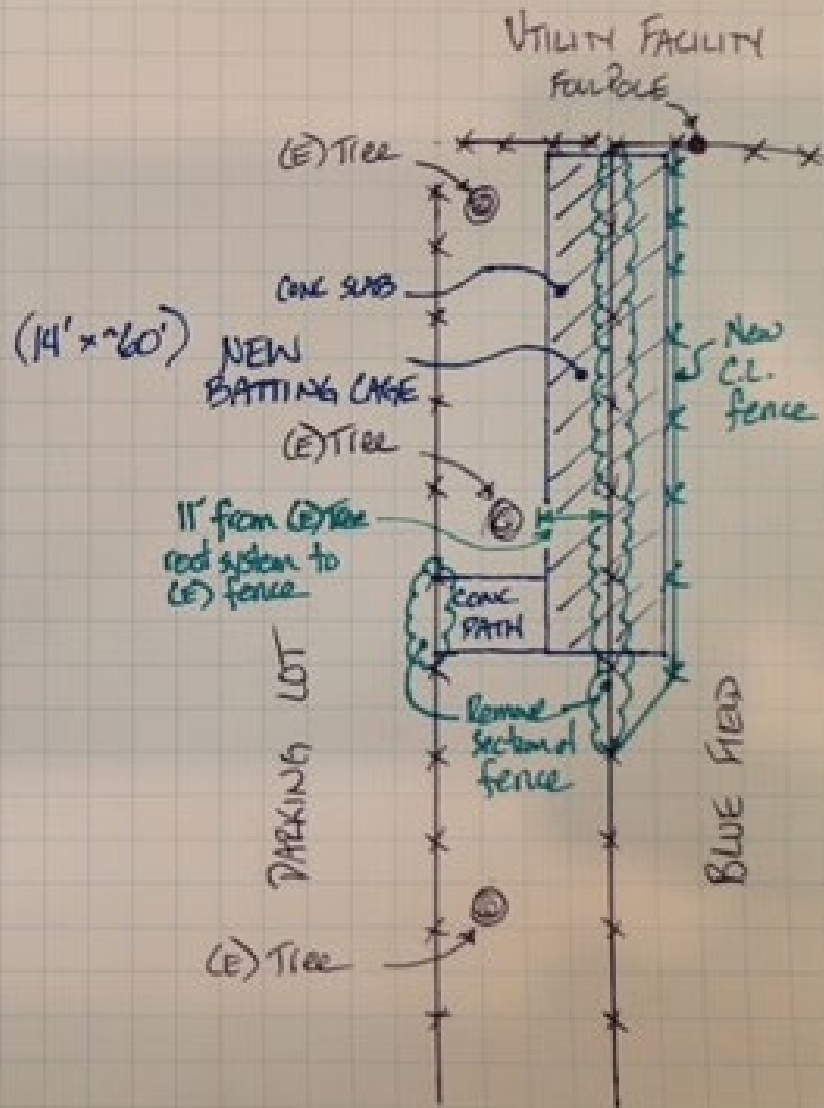 UTILITY FACILITY
FOUL POLE
(E) TREE
CONC SLAB
(14' x ~60')
NEW
BATTING CAGE
New
C.L.
fence
(E) TREE
11' from (E) Tree
root system to
(E) fence
CONC
PATH
Remove
section of
fence
PARKING LOT
BLUE FIELD
(E) TREE